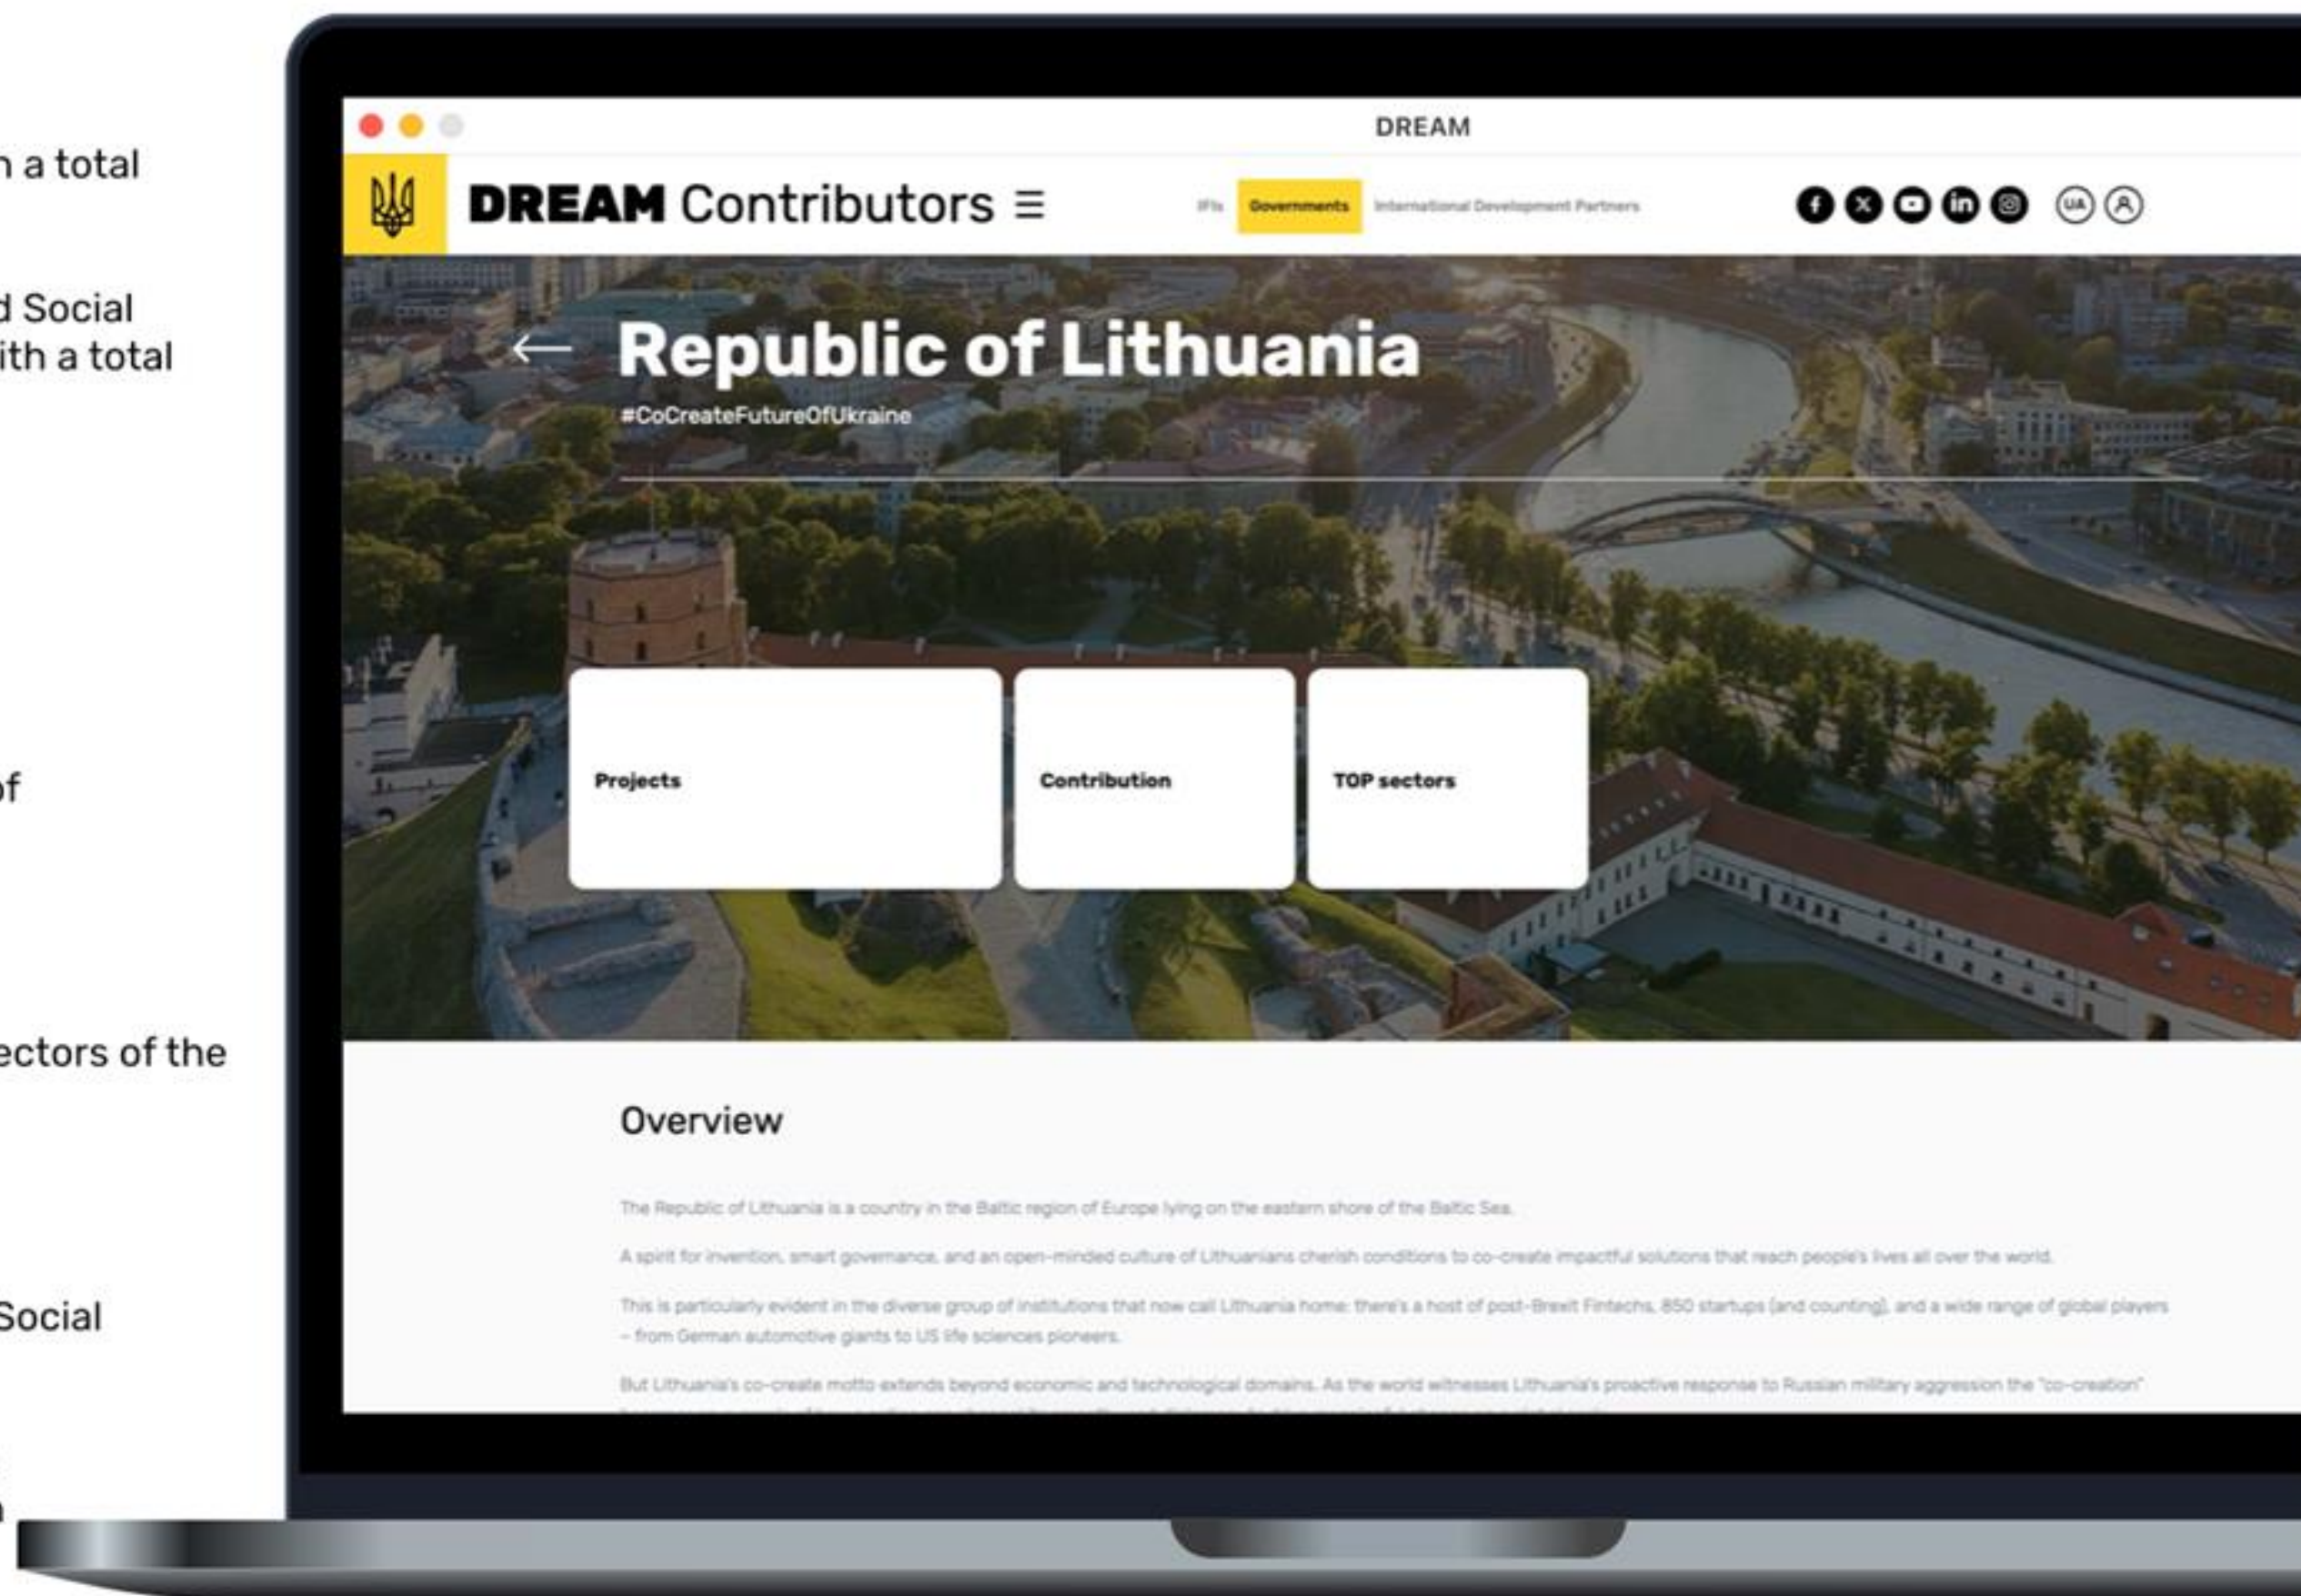 a total
Social
with a total
of
sectors of the
Social
DREAM
DREAM Contributors
IFIs Governments International Development Partners
UA
Republic of Lithuania
#CoCreateFutureOfUkraine
Projects
Contribution
TOP sectors
Overview
The Republic of Lithuania is a country in the Baltic region of Europe lying on the eastern shore of the Baltic Sea.
A spirit for invention, smart governance, and an open-minded culture of Lithuanians cherish conditions to co-create impactful solutions that reach people's lives all over the world.
This is particularly evident in the diverse group of institutions that now call Lithuania home: there's a host of post-Brexit Fintechs, 850 startups (and counting), and a wide range of global players
– from German automotive giants to US life sciences pioneers.
But Lithuania's co-create motto extends beyond economic and technological domains. As the world witnesses Lithuania's proactive response to Russian military aggression the "co-creation"